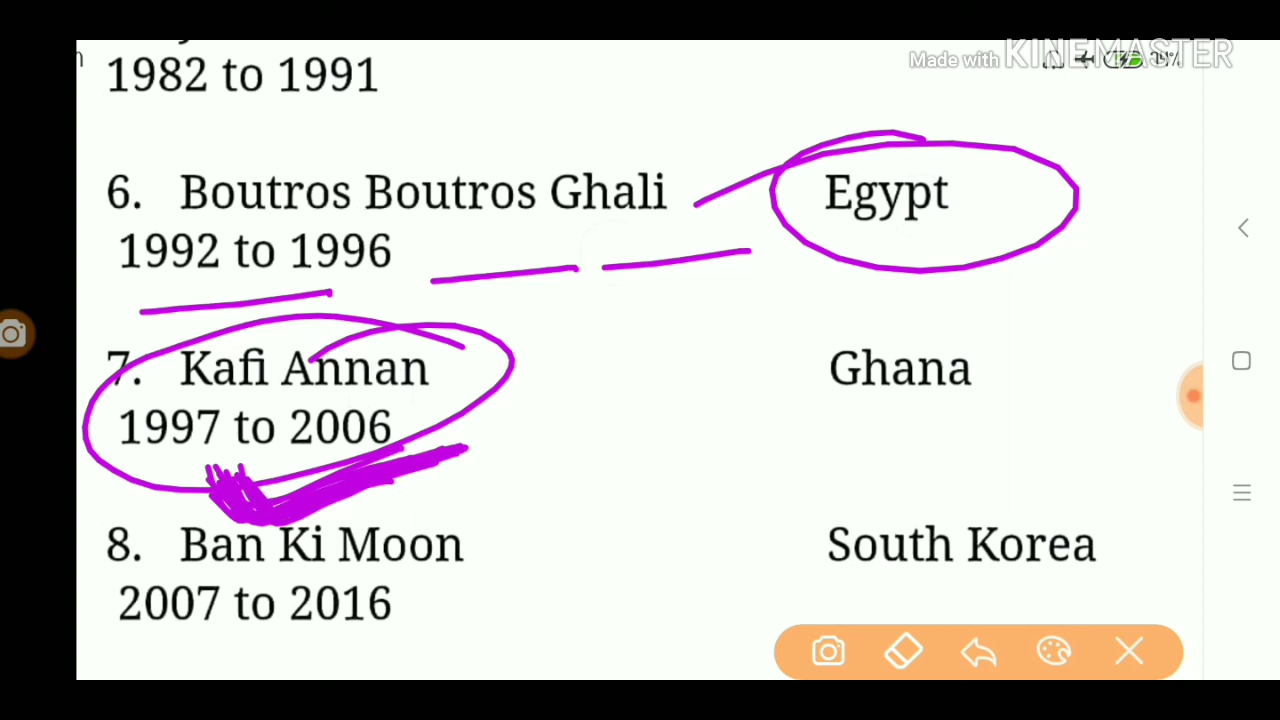 Made with KINEMASTER
1982 to 1991
6. Boutros Boutros Ghali Egypt
1992 to 1996
7. Kafi Annan Ghana
1997 to 2006
8. Ban Ki Moon South Korea
2007 to 2016